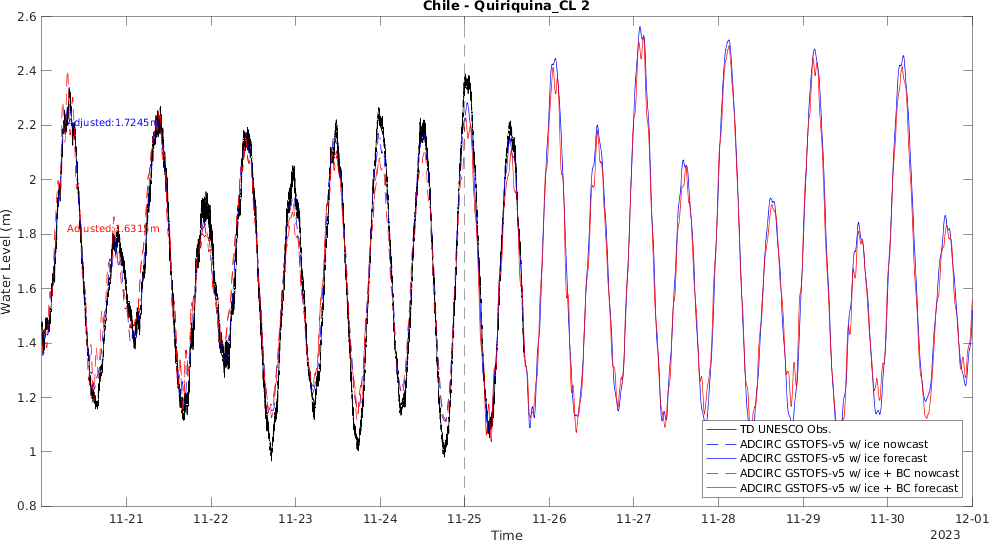 Chile - Quiriquina_CL 2
2.6
2.4
2.2
2
1.8
1.6
1.4
1.2
1
0.8
Water Level (m)
Adjusted:1.7245m
Adjusted:1.6315m
TD UNESCO Obs.
ADCIRC GSTOFS-v5 w/ ice nowcast
ADCIRC GSTOFS-v5 w/ ice forecast
ADCIRC GSTOFS-v5 w/ ice + BC nowcast
ADCIRC GSTOFS-v5 w/ ice + BC forecast
11-21 11-22 11-23 11-24 11-25 11-26 11-27 11-28 11-29 11-30 12-01
Time
2023